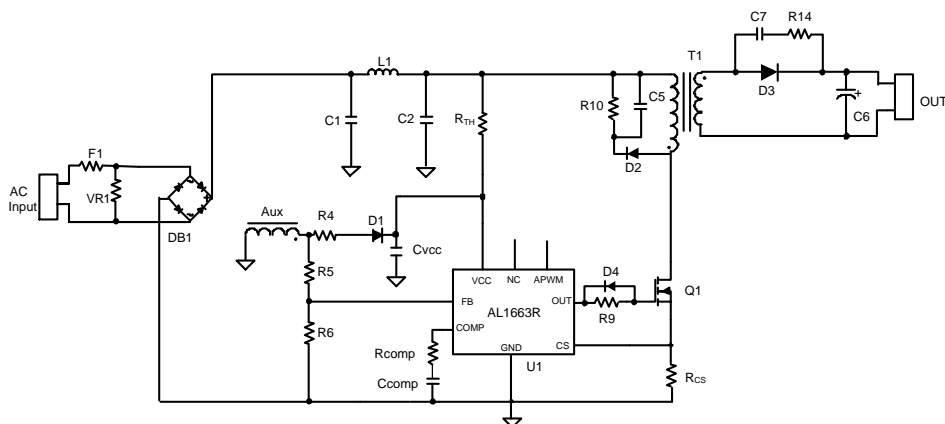 C7
R14
T1
L1
D3
C5
R10
C6
+
OUT
C1
C2
RTH
F1
D2
AC
Input
VR1
+
Aux
R4
D1
DB1
CVCC
R5
VCC
NC
APWM
D4
Q1
FB
OUT
AL1663R
R9
R6
COMP
GND
CS
Rcomp
U1
RCS
Ccomp